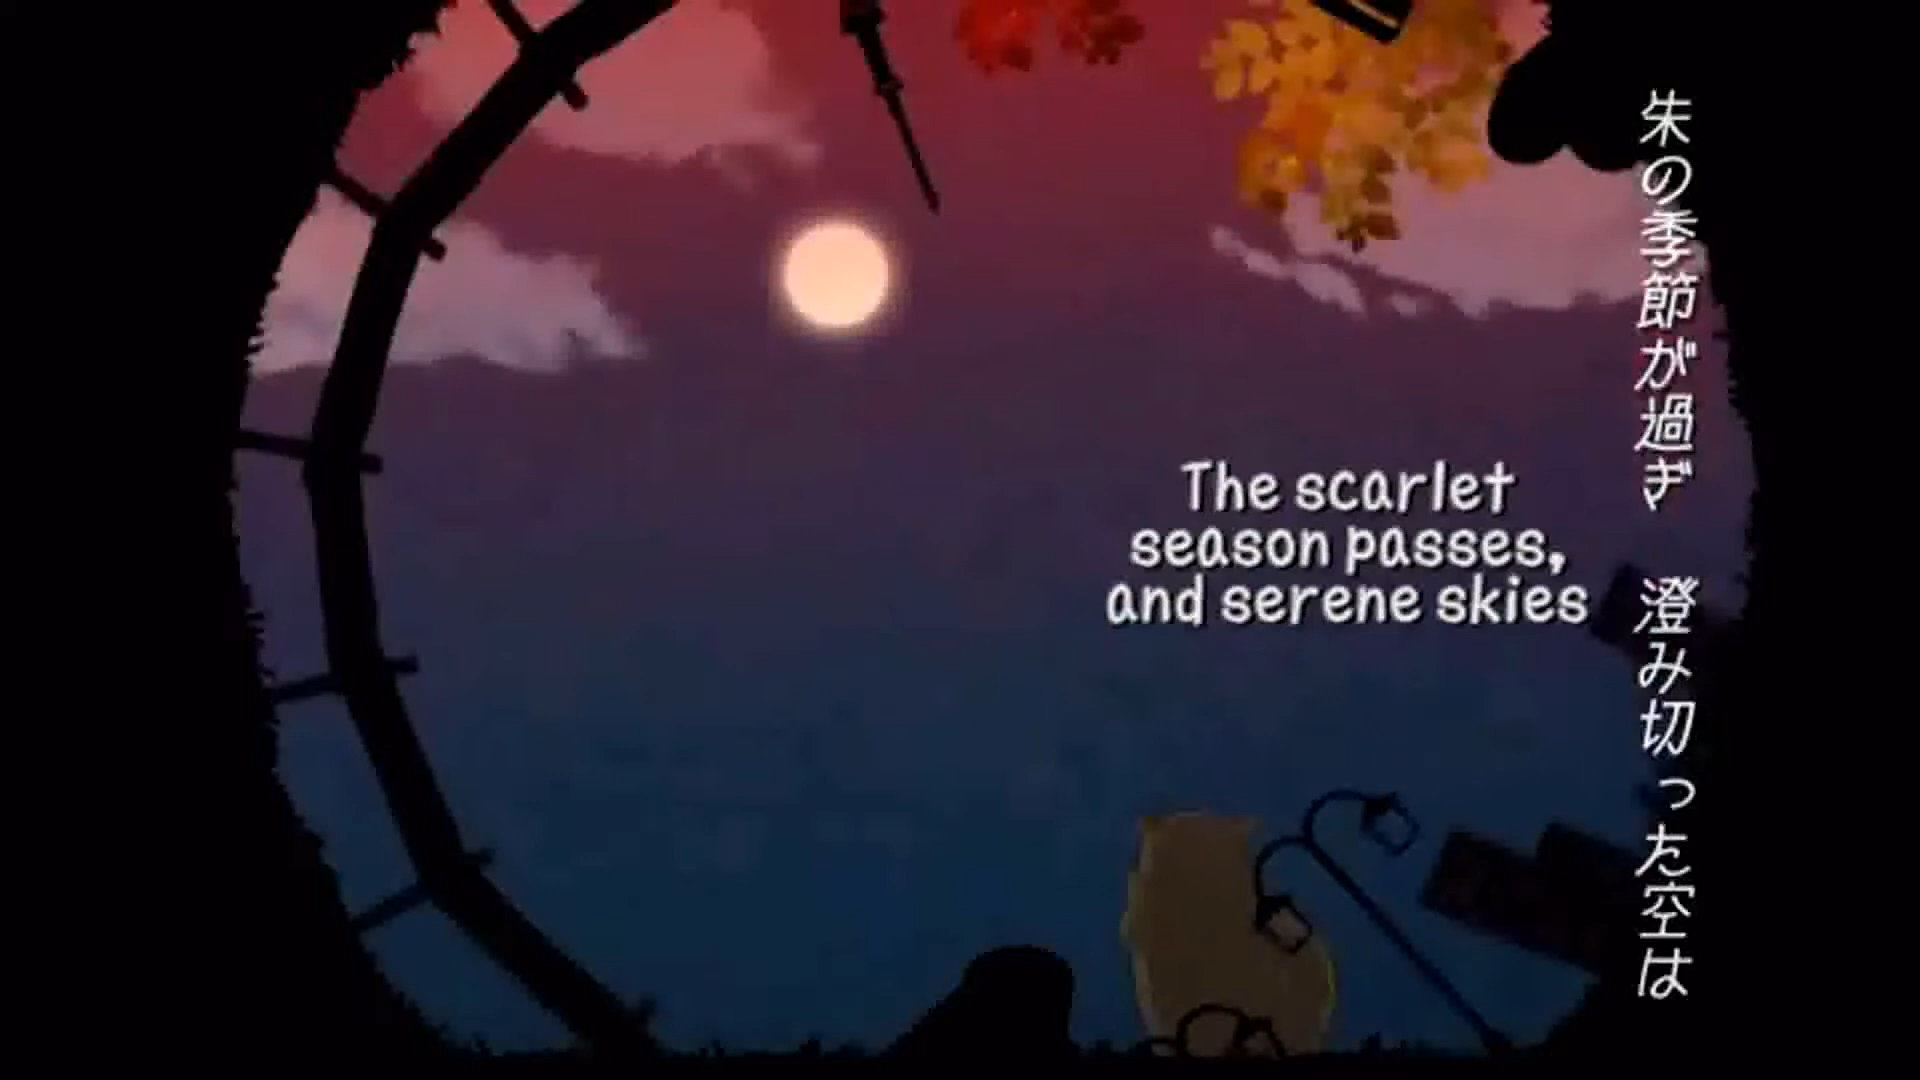 朱の季節が過ぎ　澄み切った空は
The scarlet
season passes,
and serene skies